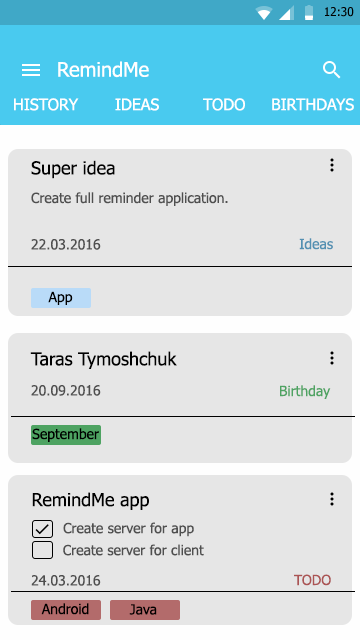 12:30
RemindMe
HISTORY IDEAS TODO BIRTHDAYS
Super idea
Create full reminder application.
22.03.2016 Ideas
App
Taras Tymoshchuk
20.09.2016 Birthday
September
RemindMe app
Create server for app
Create server for client
24.03.2016 TODO
Android Java